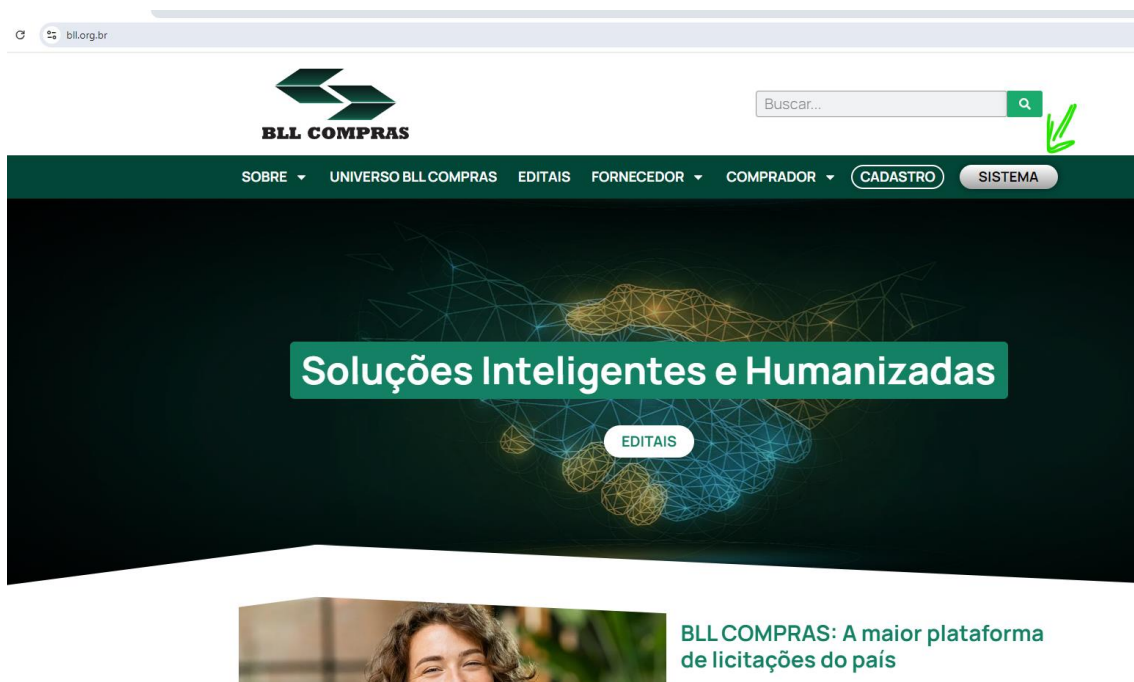 bll.org.br
BLL COMPRAS
Buscar...
SOBRE UNIVERSO BLL COMPRAS EDITAIS FORNECEDOR COMPRADOR CADASTRO SISTEMA
Soluções Inteligentes e Humanizadas
EDITAIS
BLL COMPRAS: A maior plataforma
de licitações do país